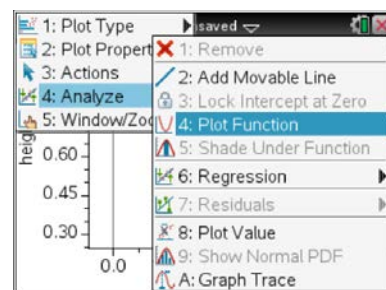 1: Plot Type
2: Plot Propert
3: Actions
4: Analyze
5: Window/Zoo
saved
1: Remove
2: Add Movable Line
3: Lock Intercept at Zero
4: Plot Function
5: Shade Under Function
6: Regression
7: Residuals
8: Plot Value
9: Show Normal PDF
A: Graph Trace
heig
0.60
0.45
0.30
0.0